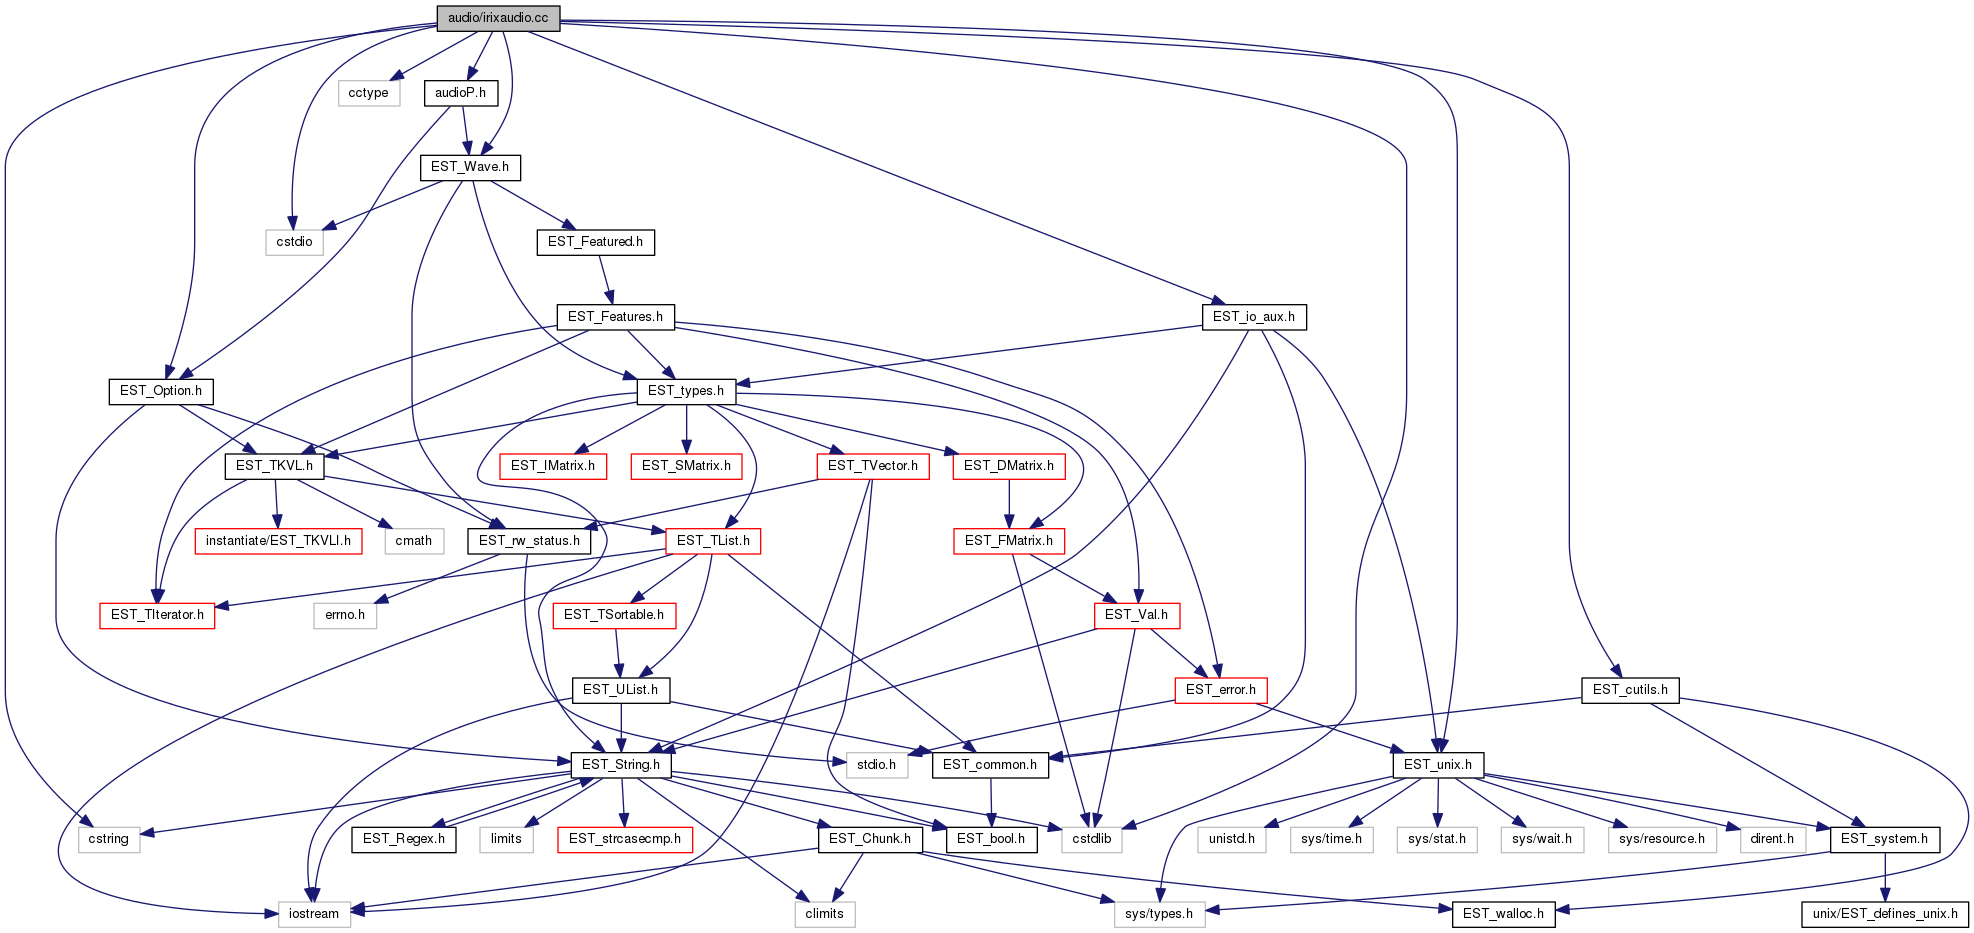 audio/irixaudio.cc
cctype
audioP.h
EST_Wave.h
cstdio
EST_Featured.h
EST_Features.h
EST_io_aux.h
EST_Option.h
EST_types.h
EST_TKVL.h
EST_IMatrix.h
EST_SMatrix.h
EST_TVector.h
EST_DMatrix.h
instantiate/EST_TKVLI.h
cmath
EST_rw_status.h
EST_TList.h
EST_FMatrix.h
EST_TIterator.h
errno.h
EST_TSortable.h
EST_Val.h
EST_UList.h
EST_error.h
EST_cutils.h
EST_String.h
stdio.h
EST_common.h
EST_unix.h
cstring
EST_Regex.h
limits
EST_strcasecmp.h
EST_Chunk.h
EST_bool.h
cstdlib
unistd.h
sys/time.h
sys/stat.h
sys/wait.h
sys/resource.h
dirent.h
EST_system.h
iostream
climits
sys/types.h
EST_walloc.h
unix/EST_defines_unix.h